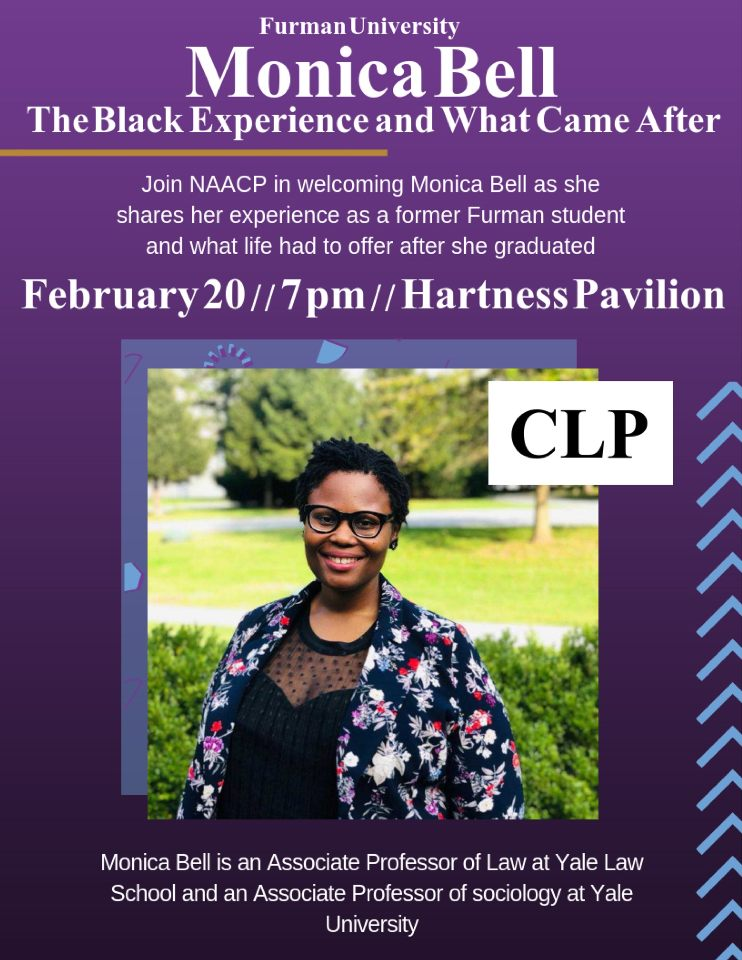 Furman University
Monica Bell
The Black Experience and What Came After
Join NAACP in welcoming Monica Bell as she
shares her experience as a former Furman student
and what life had to offer after she graduated
February 20 // 7pm // Hartness Pavilion
CLP
Monica Bell is an Associate Professor of Law at Yale Law
School and an Associate Professor of sociology at Yale
University